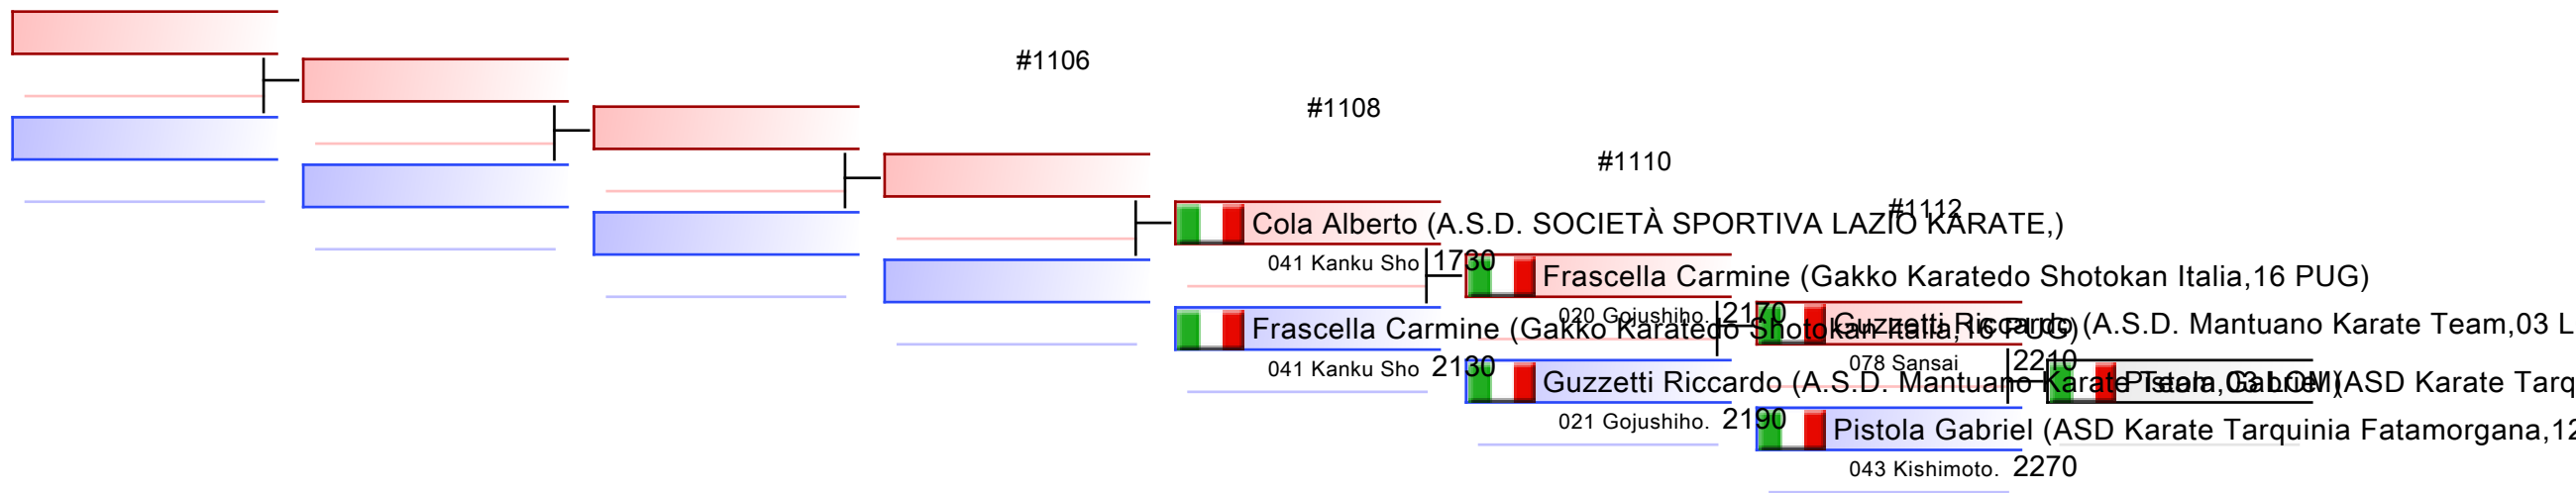 #1106
#1108
#1110
#1112
Cola Alberto (A.S.D. SOCIETÀ SPORTIVA LAZIO KARATE,)
041 Kanku Sho 1730
Frascella Carmine (Gakko Karatedo Shotokan Italia,16 PUG)
020 Gojushiho. 2170
Frascella Carmine (Gakko Karatedo Shotokan Italia,16 PUG)
Guzzetti Riccardo (A.S.D. Mantuano Karate Team,03 L
041 Kanku Sho 2130
078 Sansai 2210
Guzzetti Riccardo (A.S.D. Mantuano Karate Team,03 LOM)
Pistola Gabriel (ASD Karate Tarq
021 Gojushiho. 2190
Pistola Gabriel (ASD Karate Tarquinia Fatamorgana,12
043 Kishimoto. 2270